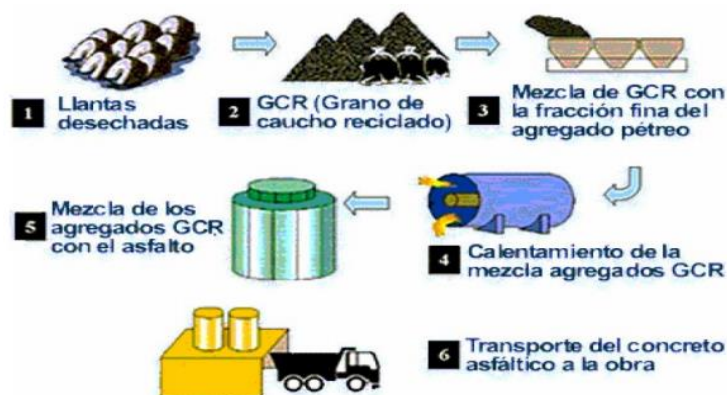 1 Llantas
desechadas
2 GCR (Grano de
caucho reciclado)
3 Mezcla de GCR con
la fracción fina del
agregado pétreo
4 Calentamiento de la
mezcla agregados GCR
5 Mezcla de los
agregados GCR
con el asfalto
6 Transporte del concreto
asfáltico a la obra